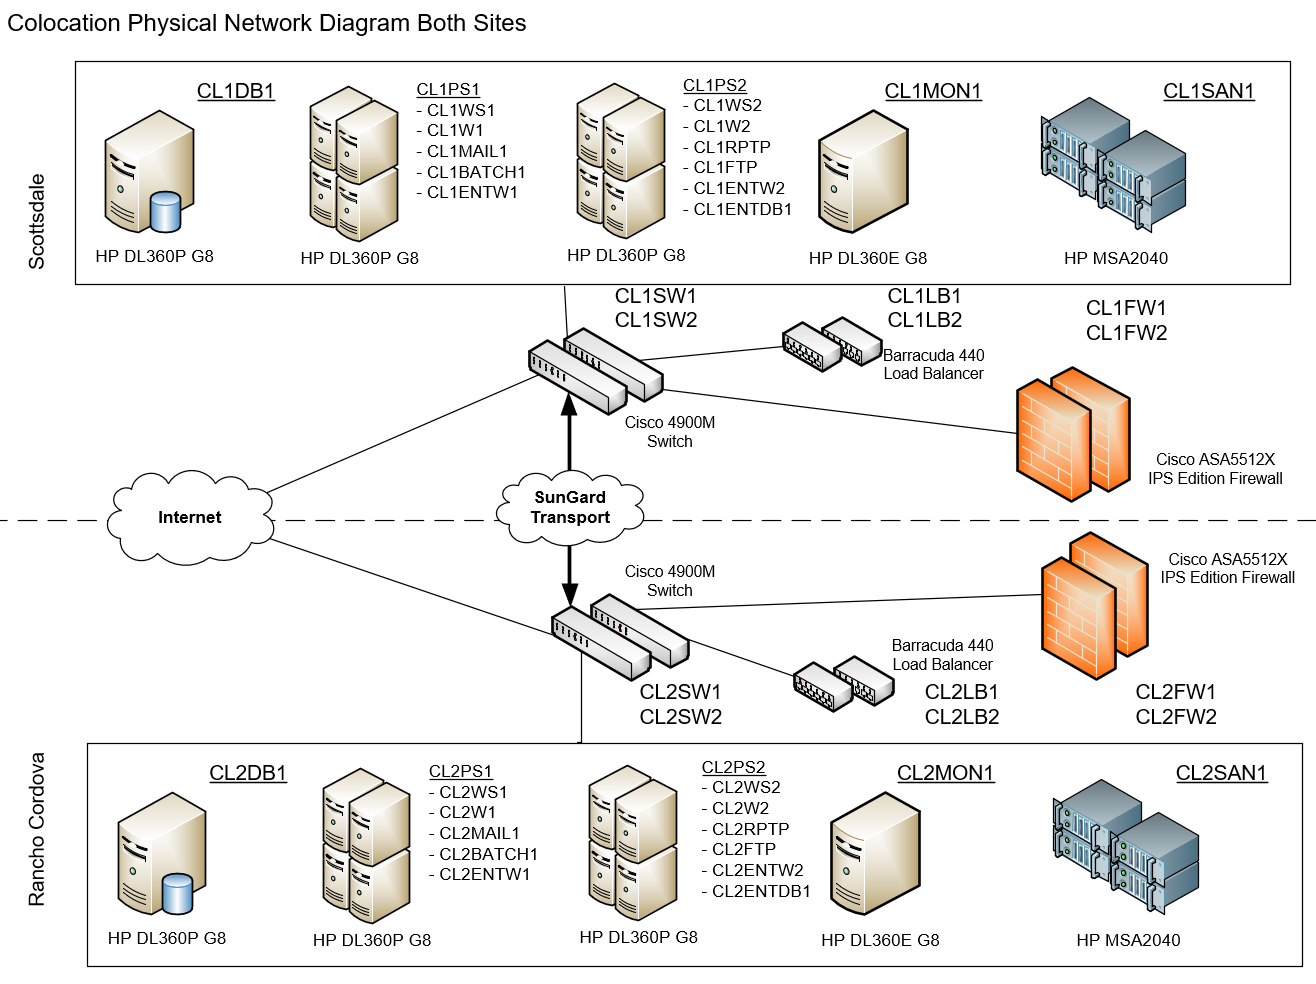 Colocation Physical Network Diagram Both Sites
Scottsdale
CL1DB1
HP DL360P G8
CL1PS1
- CL1WS1
- CL1W1
- CL1MAIL1
- CL1BATCH1
- CL1ENTW1
HP DL360P G8
CL1PS2
- CL1WS2
- CL1W2
- CL1RPTP
- CL1FTP
- CL1ENTW2
- CL1ENTDB1
HP DL360P G8
CL1MON1
HP DL360E G8
CL1SAN1
HP MSA2040
CL1SW1
CL1SW2
Cisco 4900M
Switch
CL1LB1
CL1LB2
Barracuda 440
Load Balancer
CL1FW1
CL1FW2
Cisco ASA5512X
IPS Edition Firewall
Internet
SunGard
Transport
Cisco 4900M
Switch
CL2SW1
CL2SW2
Barracuda 440
Load Balancer
CL2LB1
CL2LB2
Cisco ASA5512X
IPS Edition Firewall
CL2FW1
CL2FW2
Rancho Cordova
CL2DB1
HP DL360P G8
CL2PS1
- CL2WS1
- CL2W1
- CL2MAIL1
- CL2BATCH1
- CL2ENTW1
HP DL360P G8
CL2PS2
- CL2WS2
- CL2W2
- CL2RPTP
- CL2FTP
- CL2ENTW2
- CL2ENTDB1
HP DL360P G8
CL2MON1
HP DL360E G8
CL2SAN1
HP MSA2040